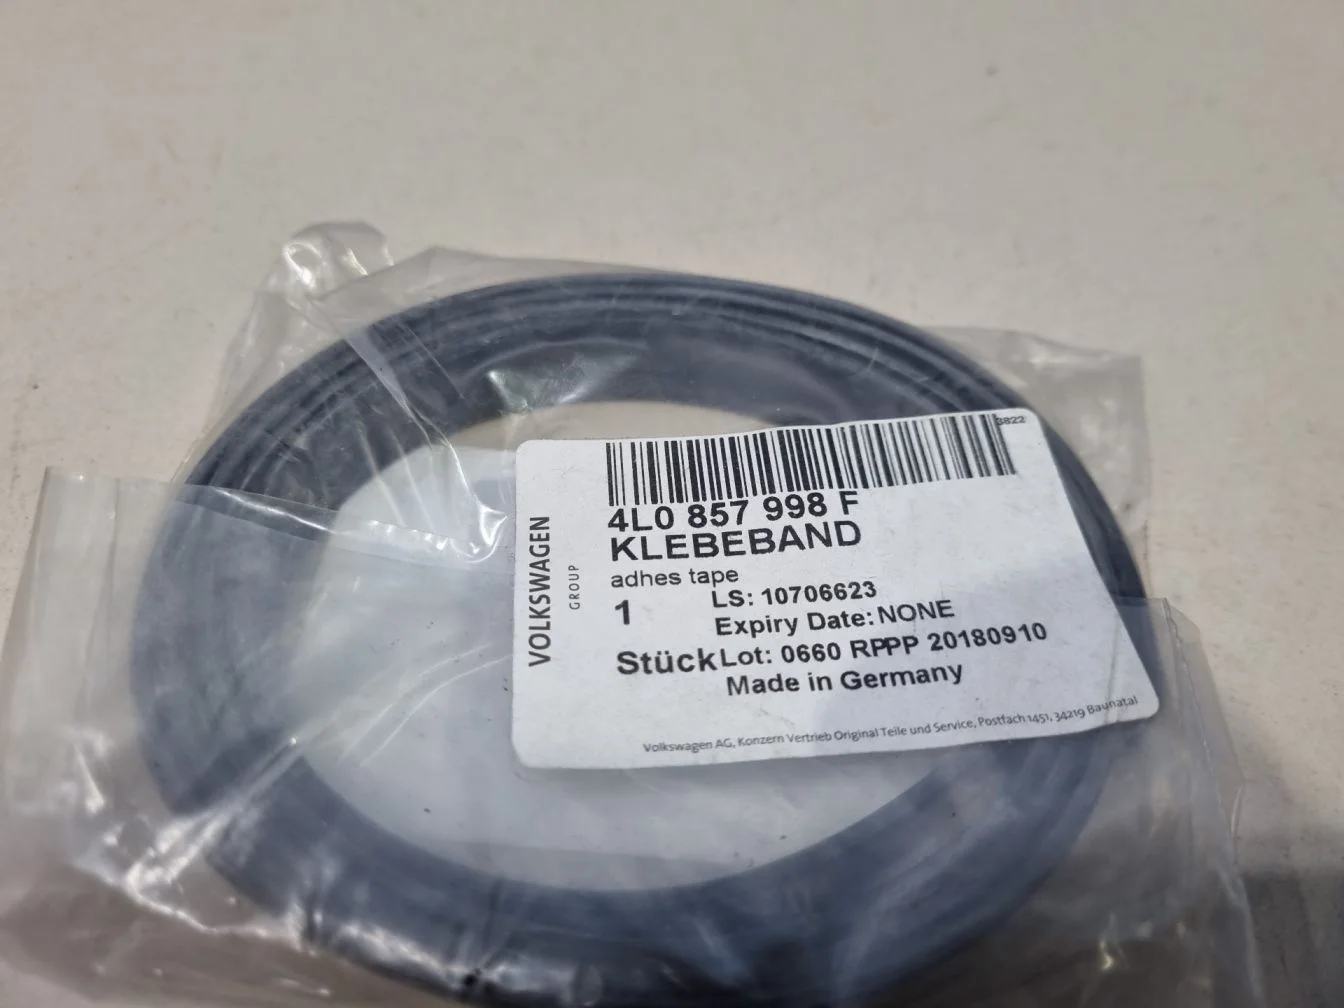 3822
4L0 857 998 F
KLEBEBAND
adhes tape
LS: 10706623
1
Expiry Date: NONE
Stück
Lot: 0660 RPPP 20180910
Made in Germany
VOLKSWAGEN
GROUP
Volkswagen AG, Konzern Vertrieb Original Teile und Service, Postfach 1451, 34219 Baunatal